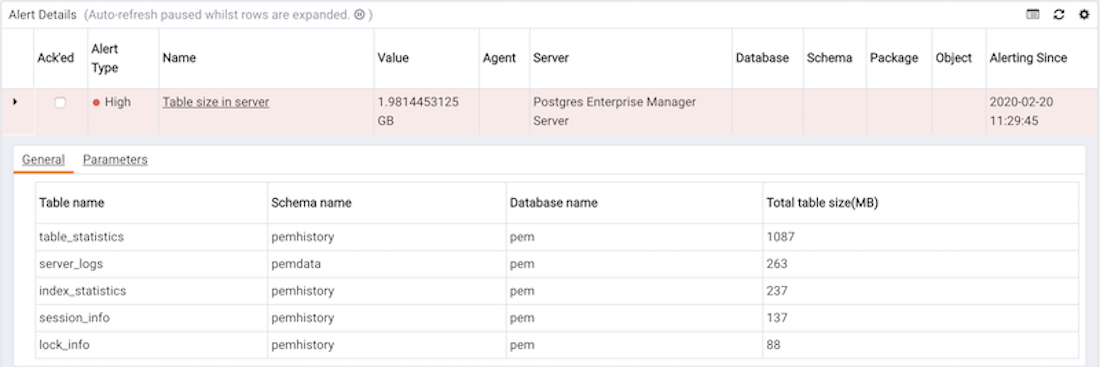 Alert Details (Auto-refresh paused whilst rows are expanded. )
Ack'ed Alert Type Name Value Agent Server Database Schema Package Object Alerting Since
High Table size in server 1.9814453125 GB Postgres Enterprise Manager Server 2020-02-20 11:29:45
General Parameters
Table name Schema name Database name Total table size(MB)
table_statistics pemhistory pem 1087
server_logs pemdata pem 263
index_statistics pemhistory pem 237
session_info pemhistory pem 137
lock_info pemhistory pem 88